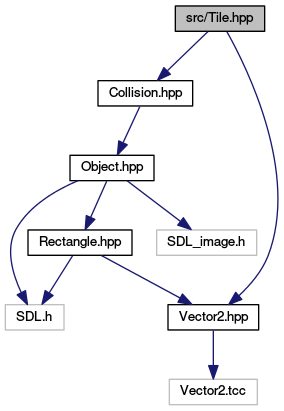 src/Tile.hpp
Collision.hpp
Object.hpp
Rectangle.hpp
SDL_image.h
SDL.h
Vector2.hpp
Vector2.tcc